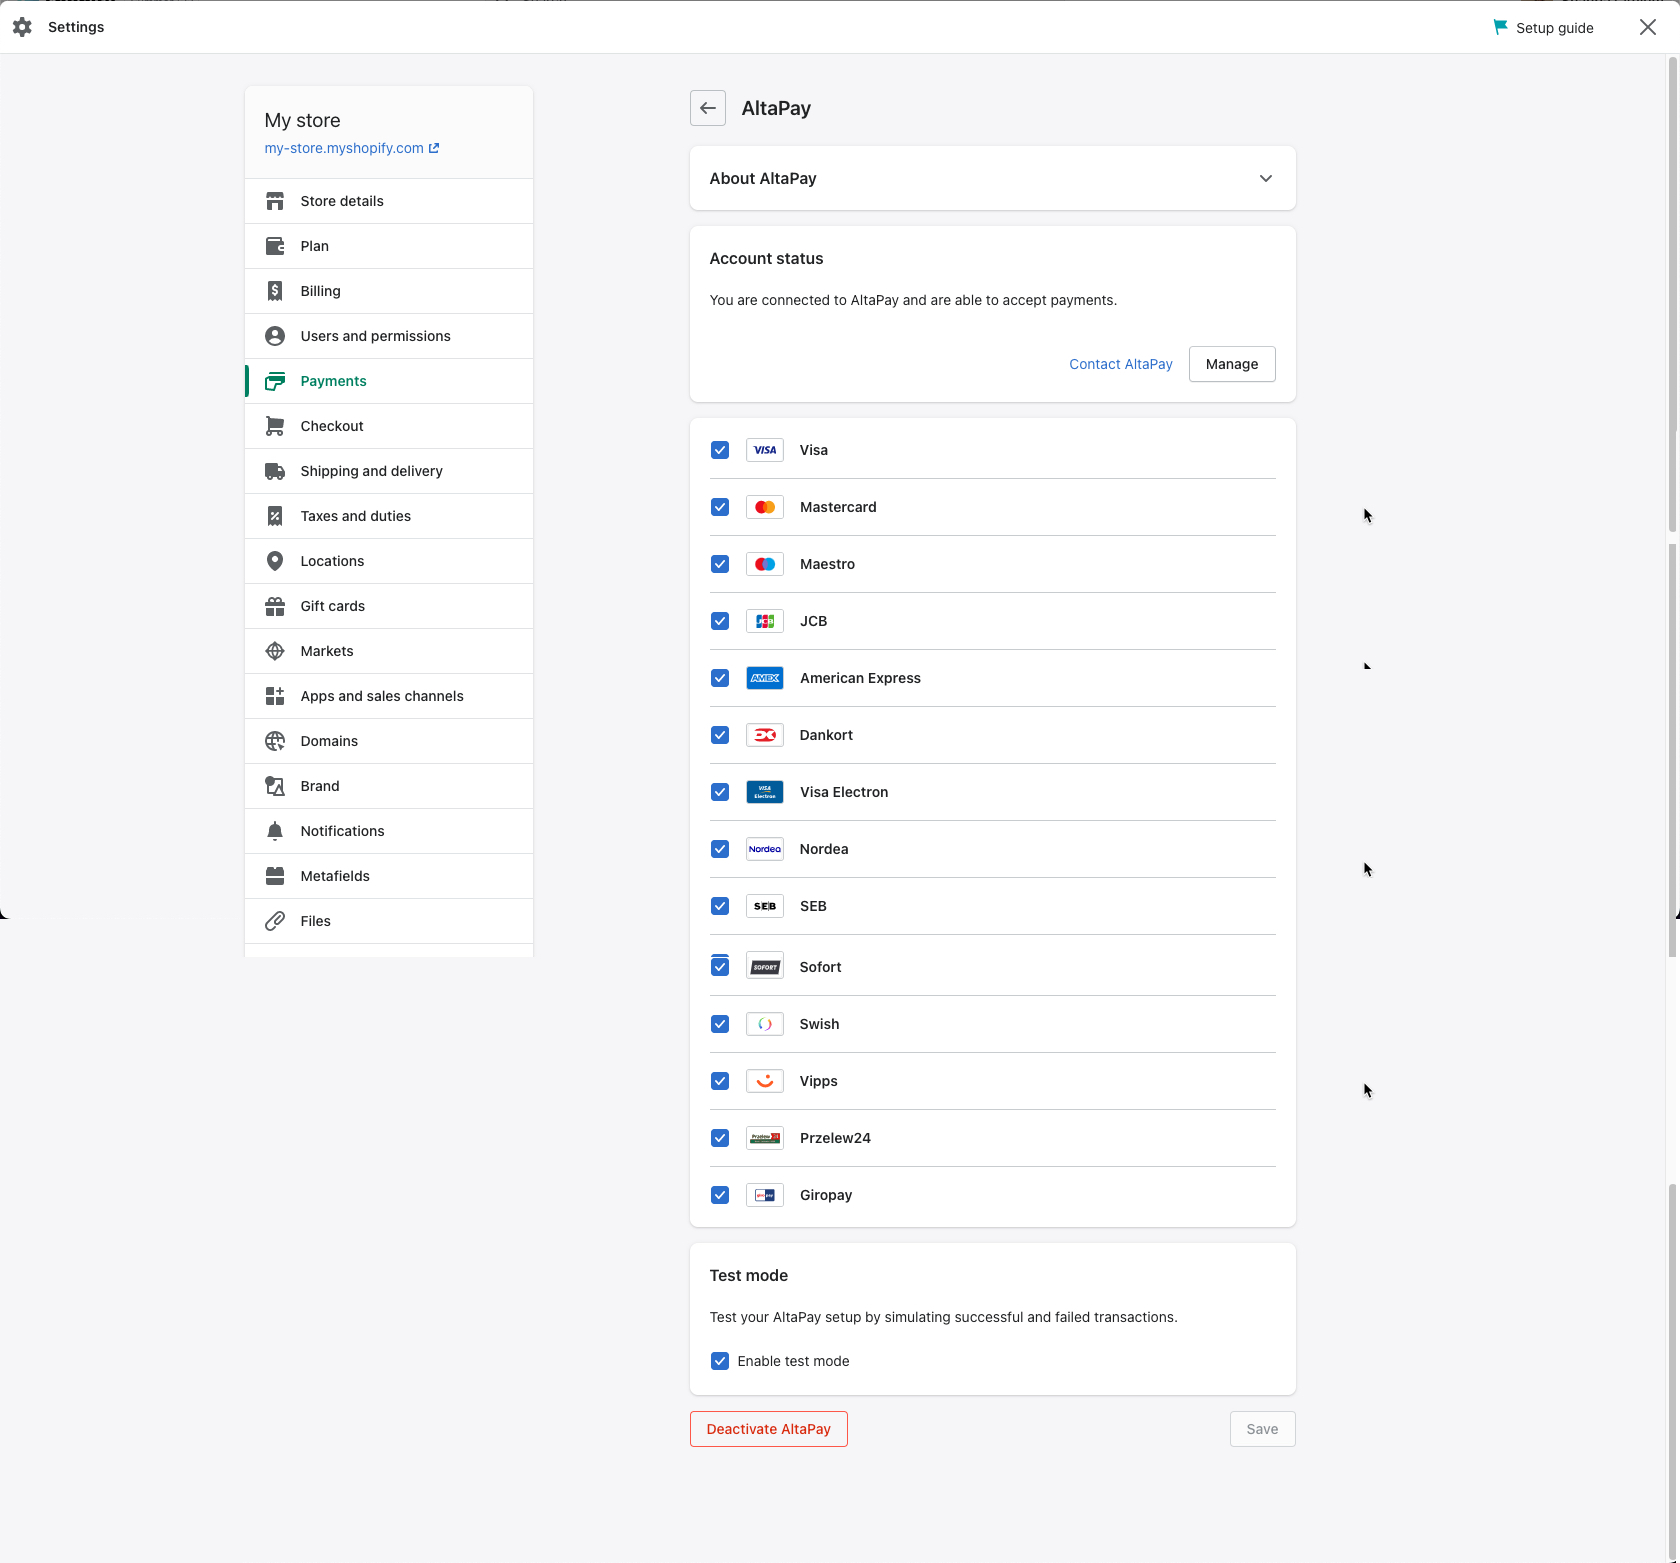 Settings
Setup guide
My store
my-store.myshopify.com
Store details
Plan
Billing
Users and permissions
Payments
Checkout
Shipping and delivery
Taxes and duties
Locations
Gift cards
Markets
Apps and sales channels
Domains
Brand
Notifications
Metafields
Files
AltaPay
About AltaPay
Account status
You are connected to AltaPay and are able to accept payments.
Contact AltaPay
Manage
VISA Visa
Mastercard
Maestro
JCB JCB
AMEX American Express
Dankort
VISA
Electron
Visa Electron
Nordea Nordea
SEB SEB
SOFORT Sofort
Swish
Vipps
Przelew24
Giropay
Test mode
Test your AltaPay setup by simulating successful and failed transactions.
Enable test mode
Deactivate AltaPay
Save